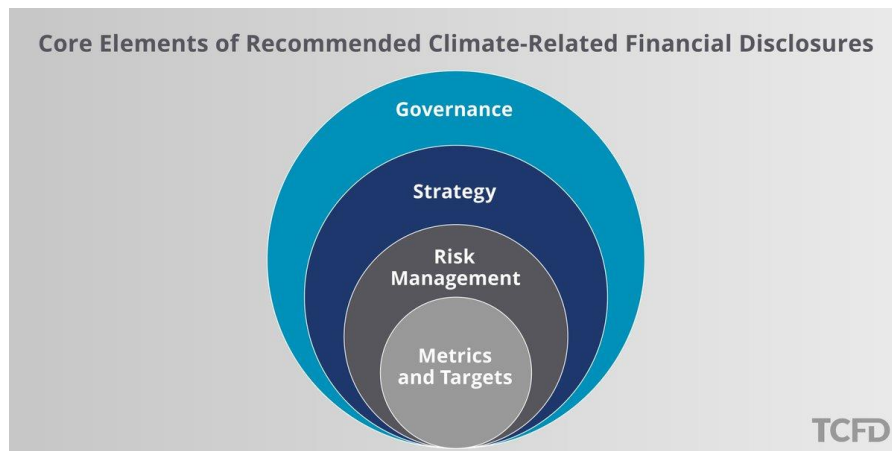 Core Elements of Recommended Climate-Related Financial Disclosures
Governance
Strategy
Risk
Management
Metrics
and Targets
TCFD